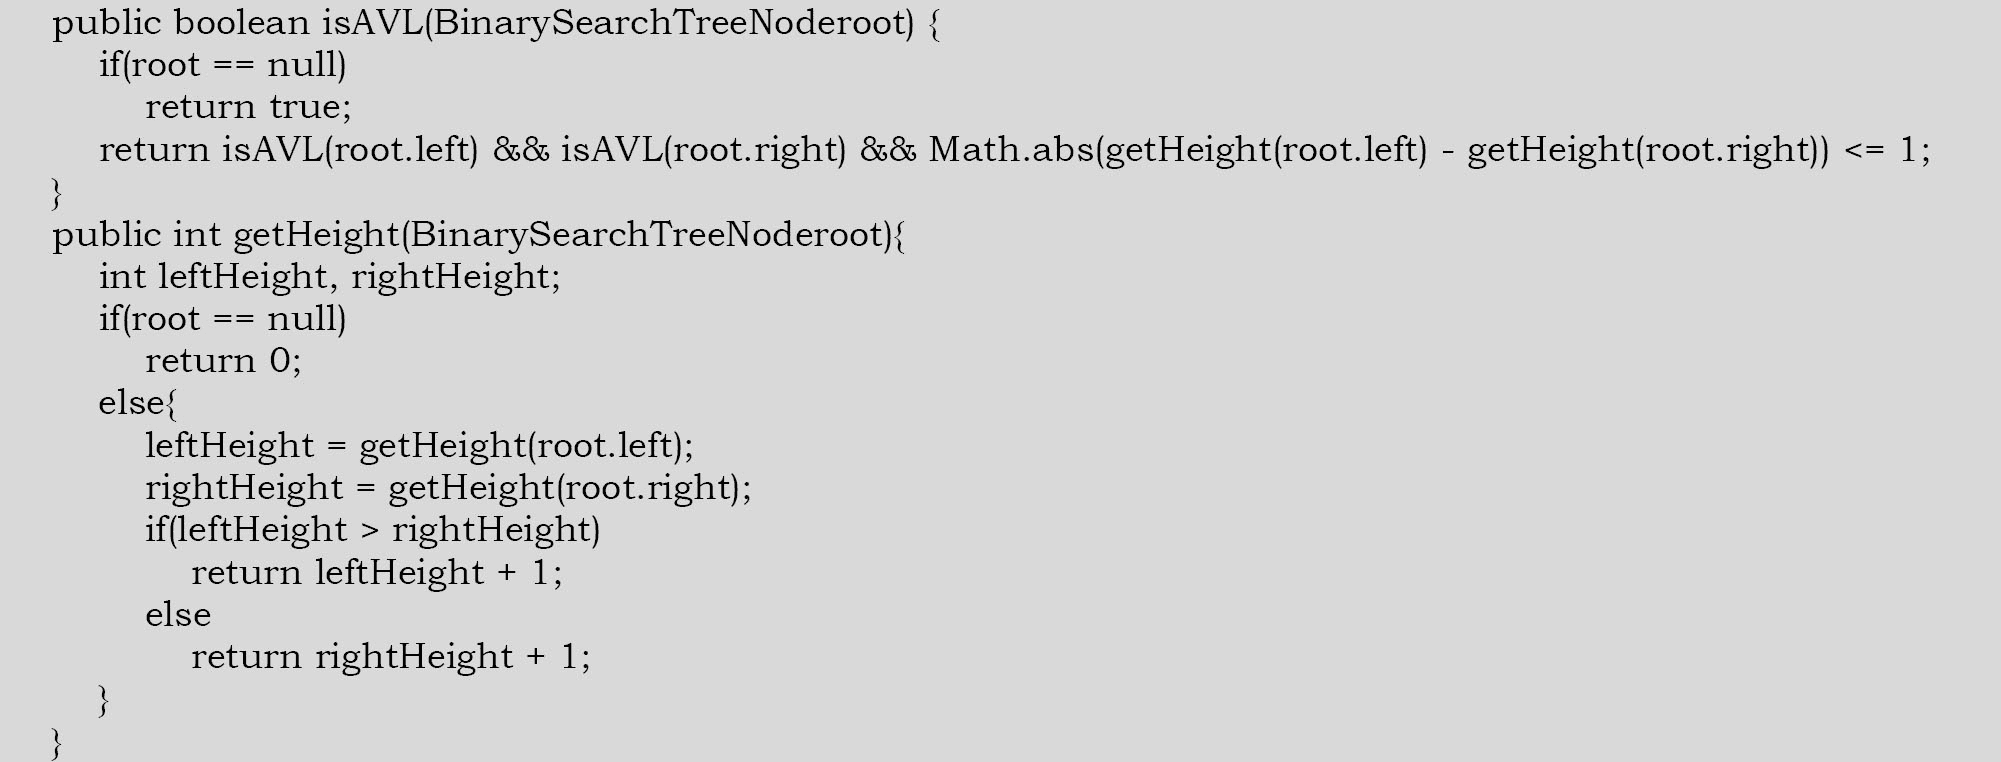 public boolean isAVL(BinarySearchTreeNoderoot) {
if(root == null)
return true;
return isAVL(root.left) && isAVL(root.right) && Math.abs(getHeight(root.left) - getHeight(root.right)) <= 1;
}
public int getHeight(BinarySearchTreeNoderoot){
int leftHeight, rightHeight;
if(root == null)
return 0;
else{
leftHeight = getHeight(root.left);
rightHeight = getHeight(root.right);
if(leftHeight > rightHeight)
return leftHeight + 1;
else
return rightHeight + 1;
}
}